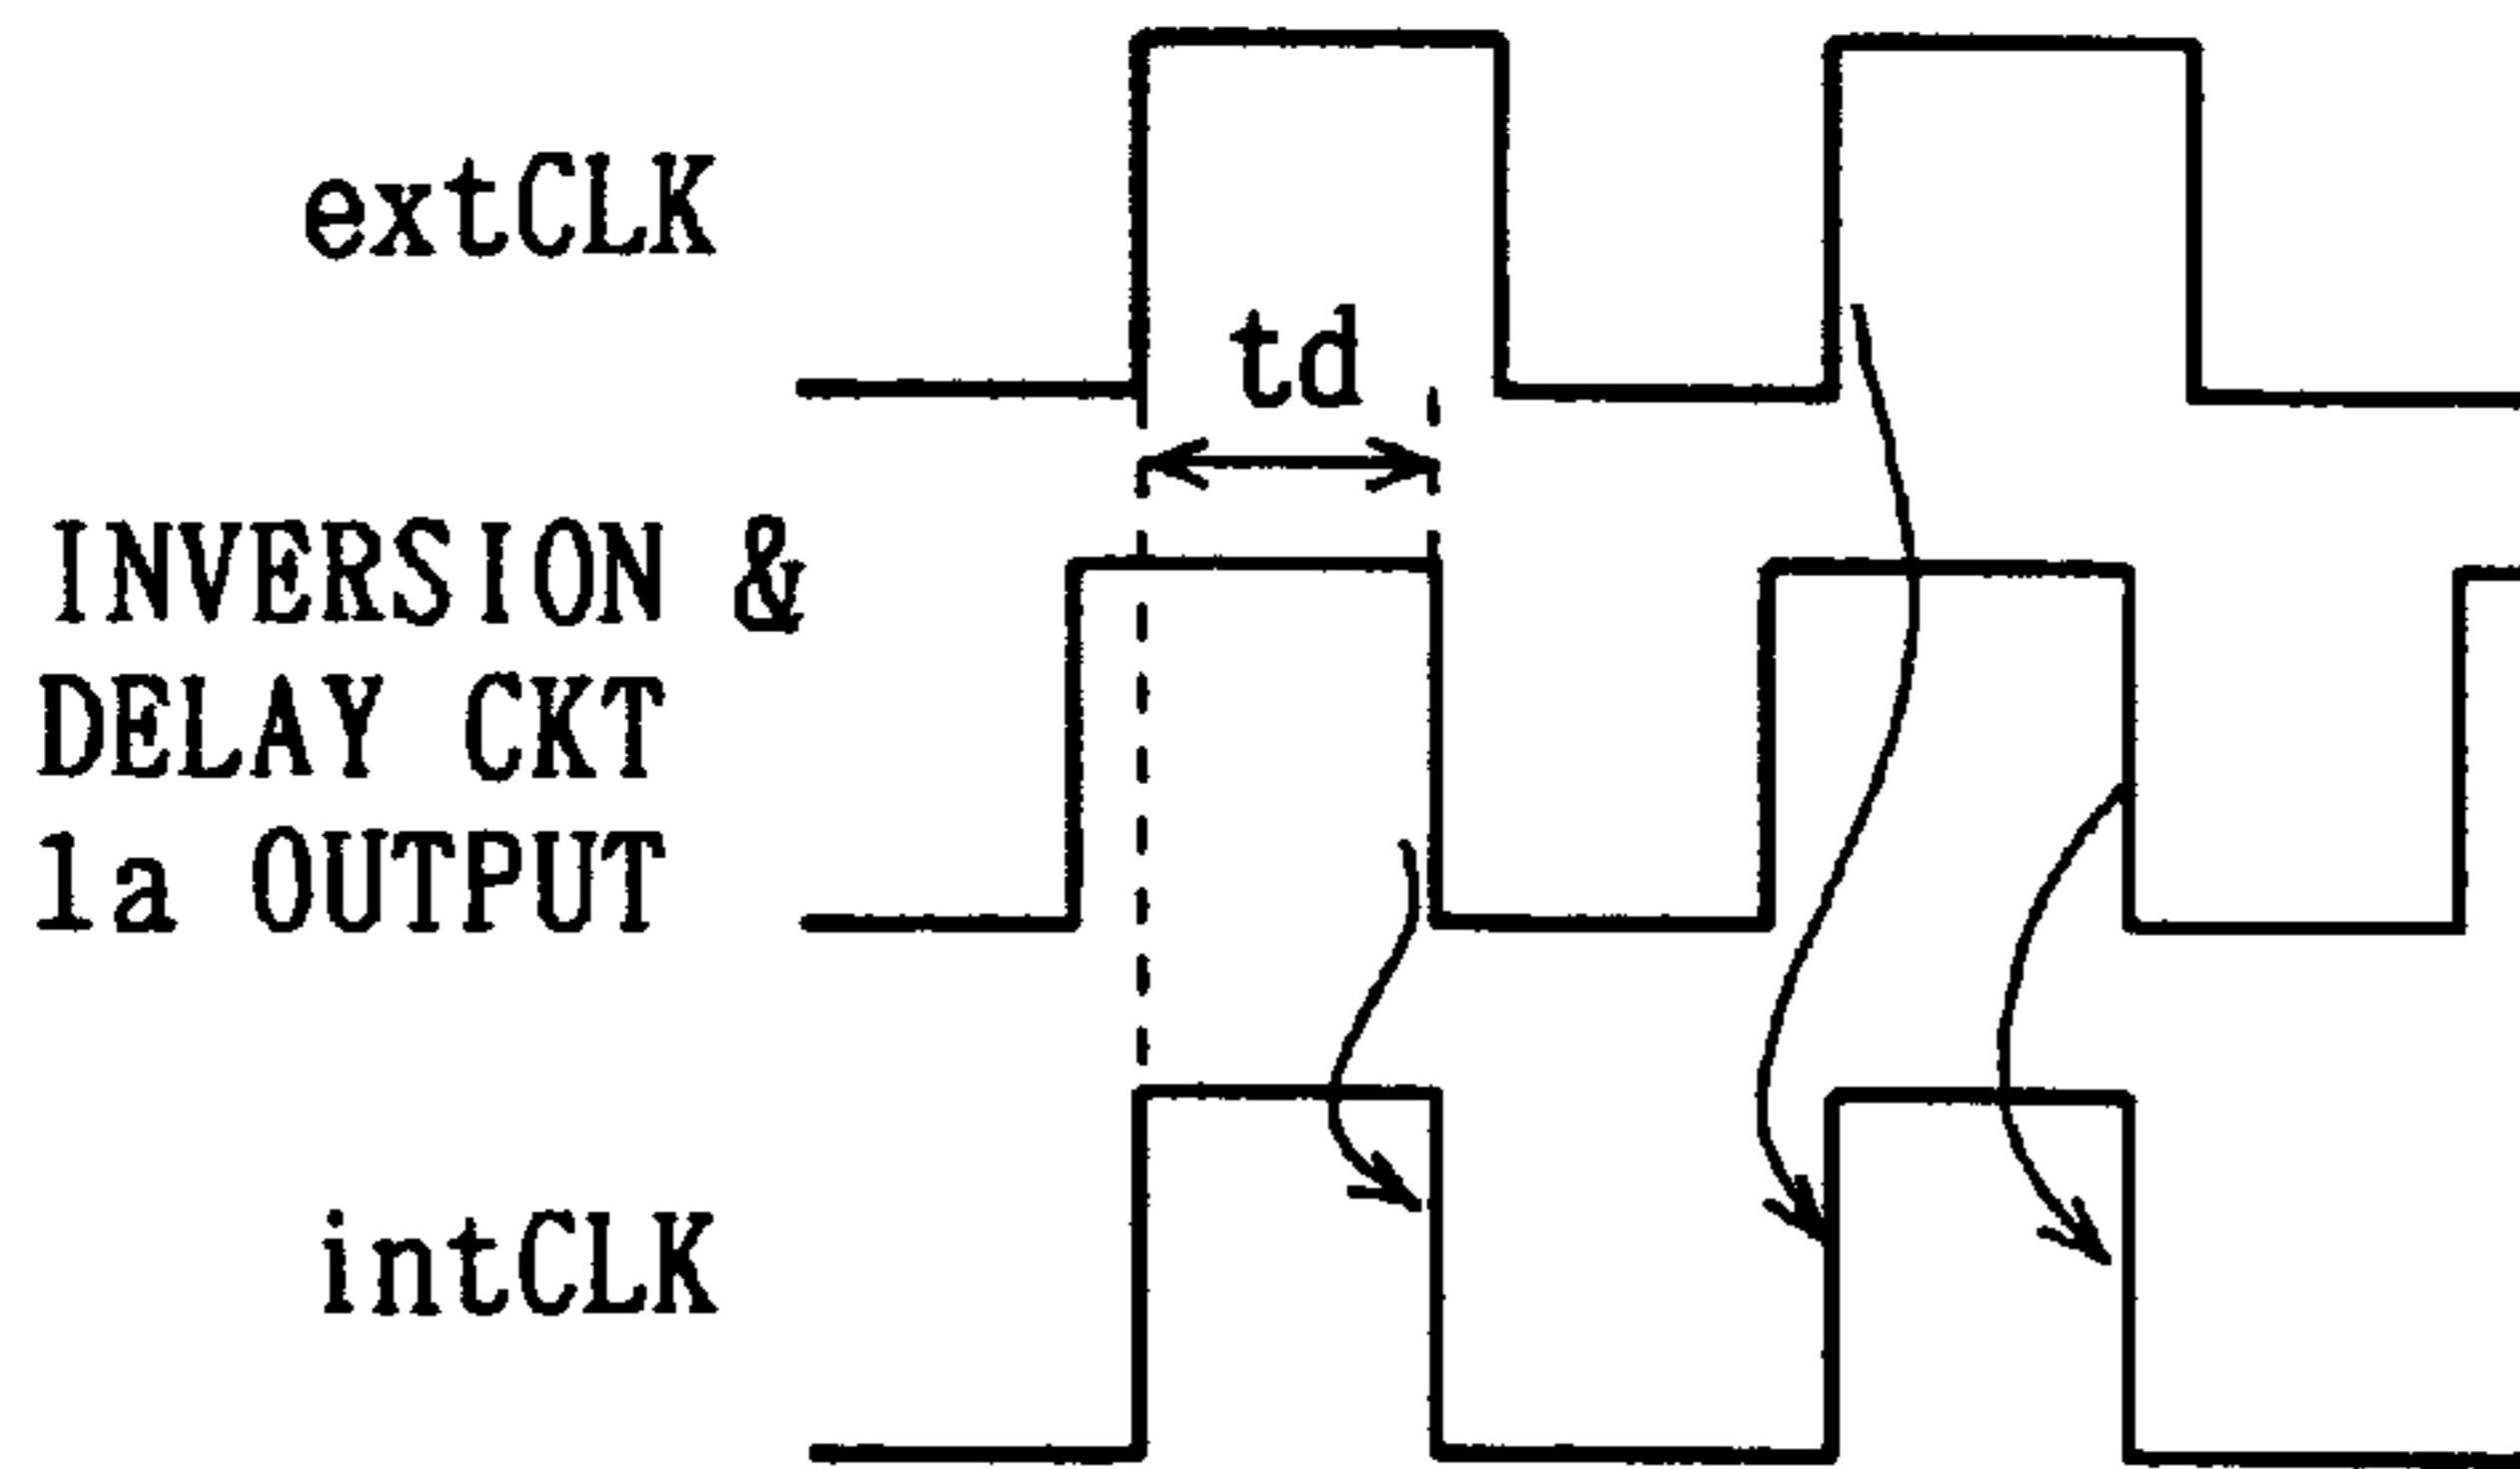 extCLK
td
INVERSION &
DELAY CKT
1a OUTPUT
intCLK